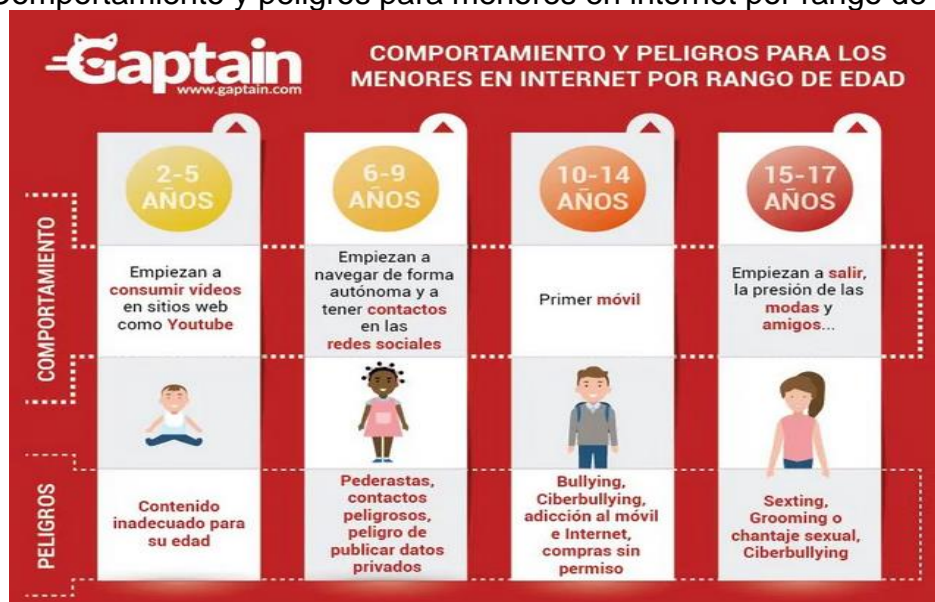 Comportamiento y peligros para menores en internet por rango de
Gaptain
www.gaptain.com
COMPORTAMIENTO Y PELIGROS PARA LOS
MENORES EN INTERNET POR RANGO DE EDAD
2-5
AÑOS
6-9
AÑOS
10-14
AÑOS
15-17
AÑOS
COMPORTAMIENTO
Empiezan a
consumir vídeos
en sitios web
como Youtube
Empiezan a
navegar de forma
autónoma y a
tener contactos
en las
redes sociales
Primer móvil
Empiezan a salir,
la presión de las
modas y
amigos...
PELIGROS
Contenido
inadecuado para
su edad
Pederastas,
contactos
peligrosos,
peligro de
publicar datos
privados
Bullying,
Ciberbullying,
adicción al móvil
e Internet,
compras sin
permiso
Sexting,
Grooming o
chantaje sexual,
Ciberbullying